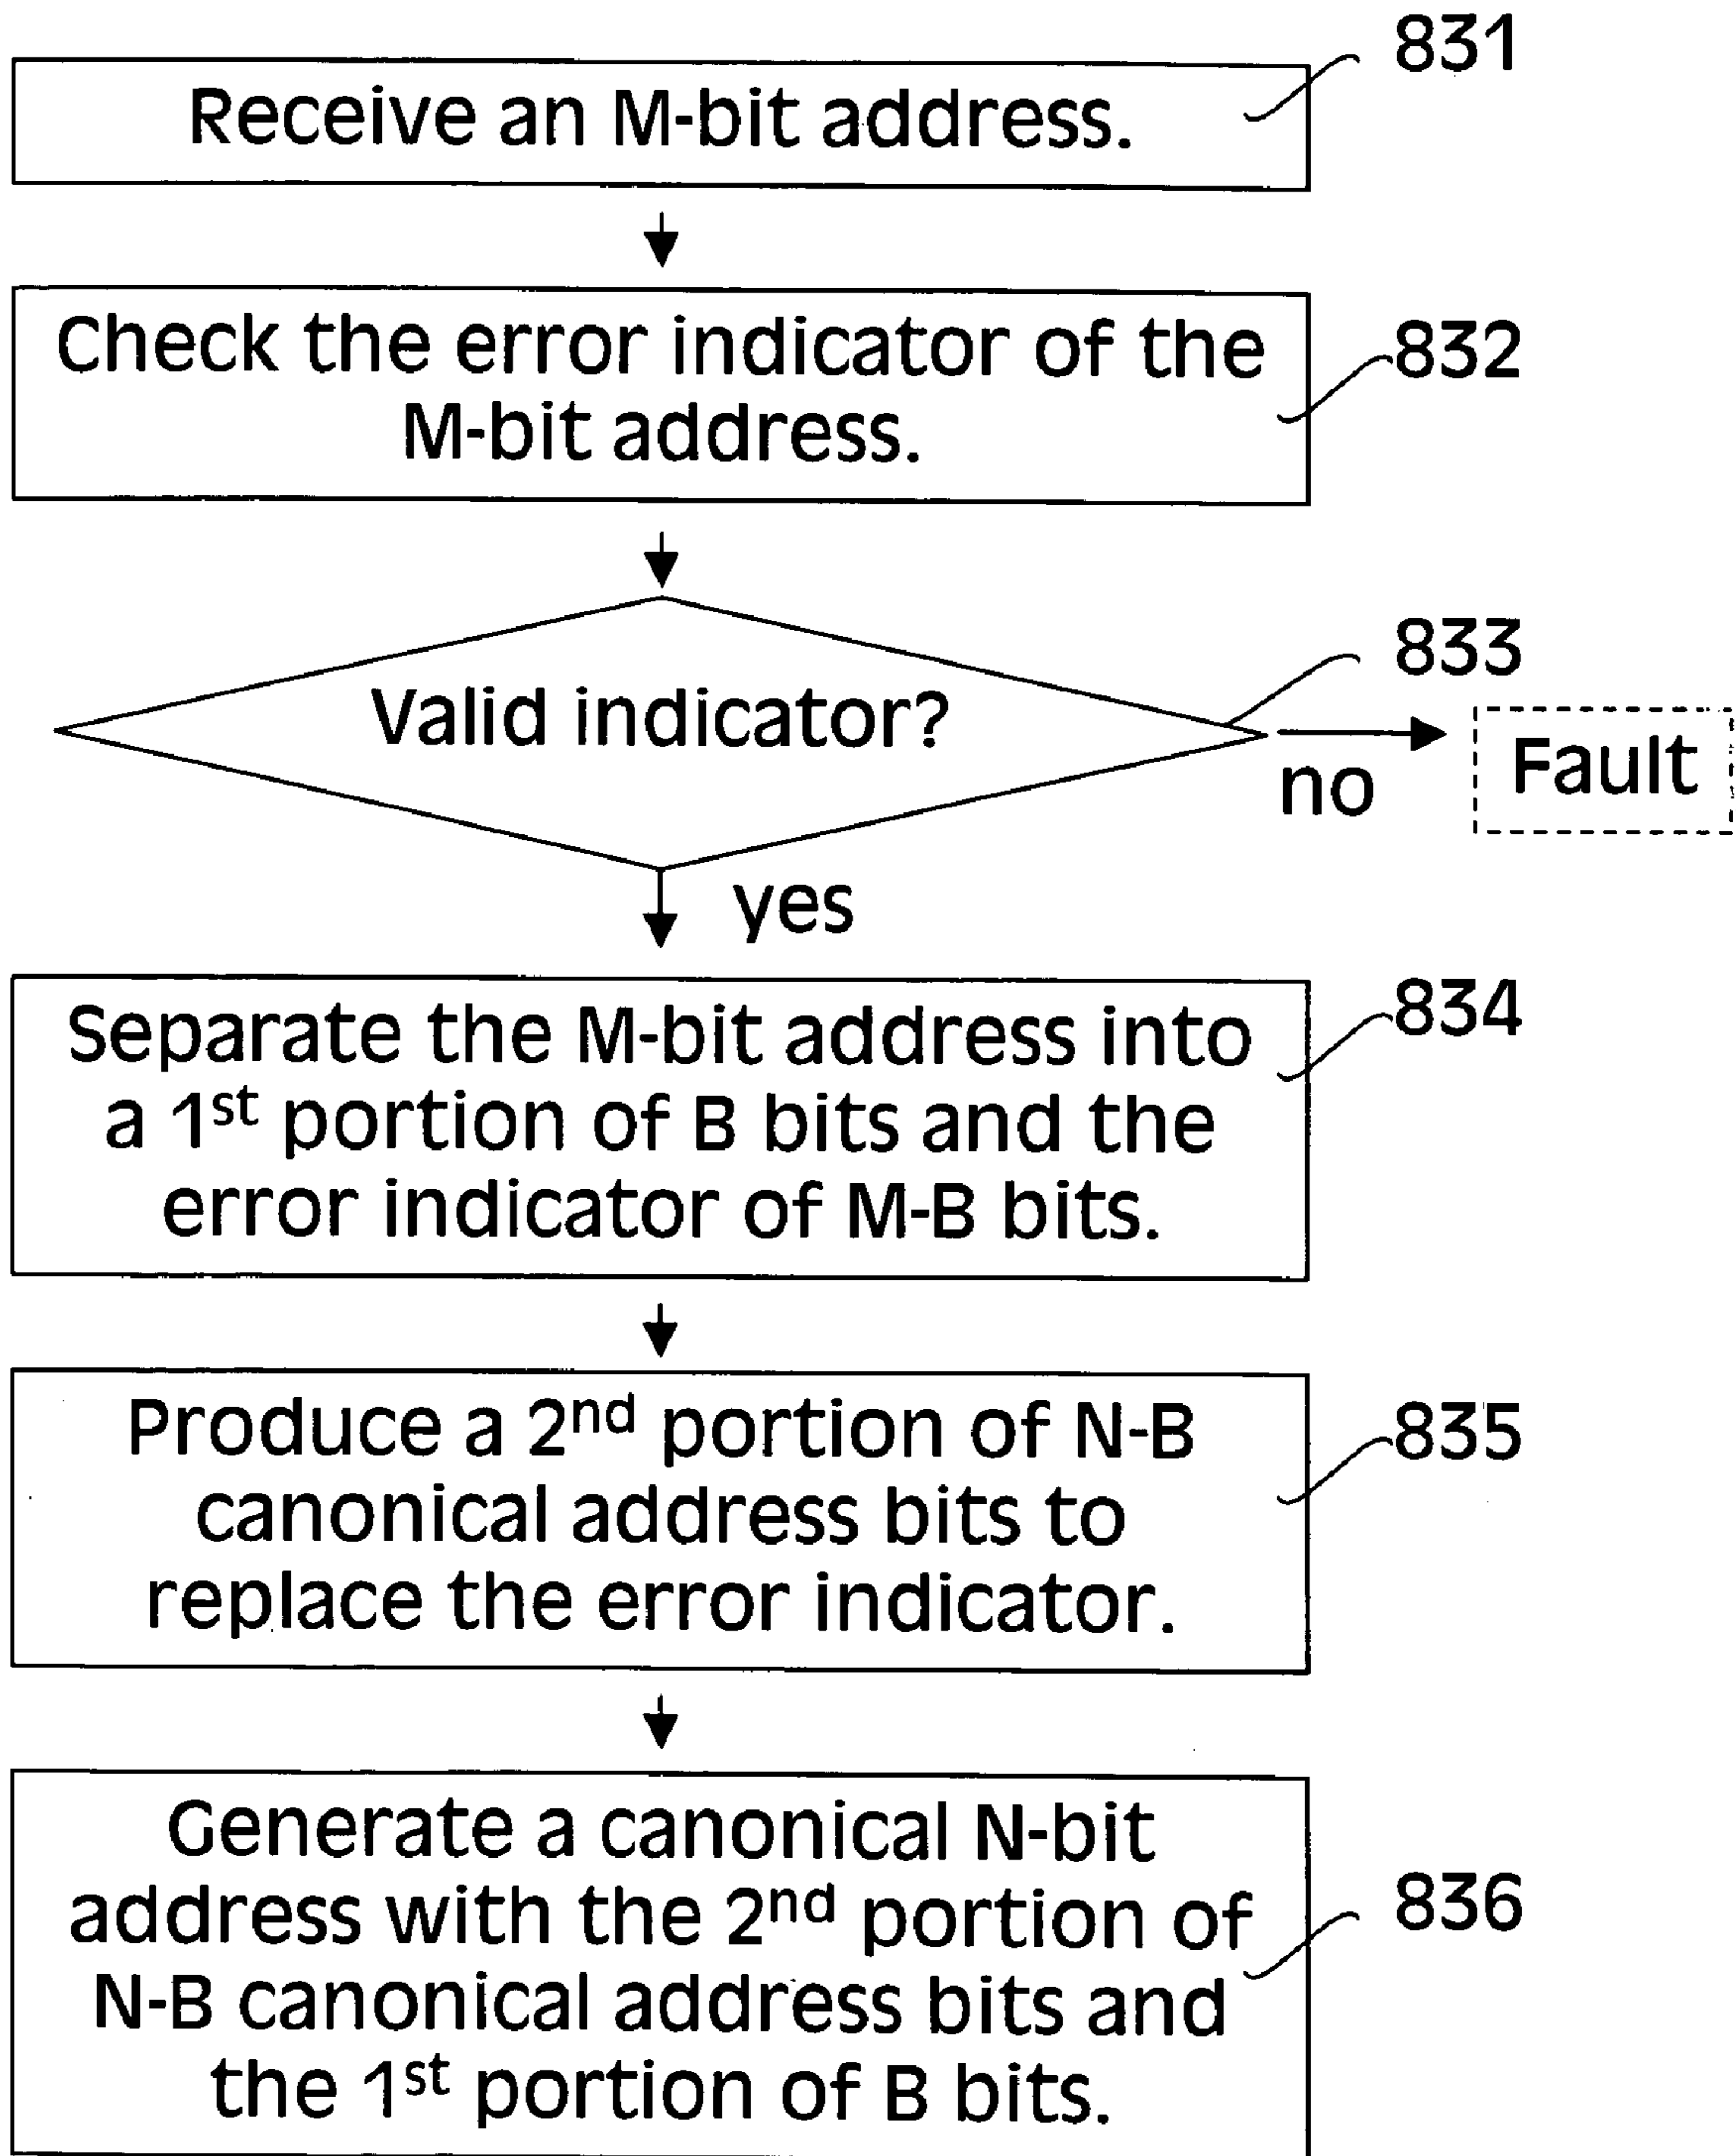 831
Receive an M-bit address.
Check the error indicator of the
M-bit address.
832
833
Valid indicator?
no
Fault
yes
Separate the M-bit address into
a 1st portion of B bits and the
error indicator of M-B bits.
834
Produce a 2nd portion of N-B
canonical address bits to
replace the error indicator.
835
Generate a canonical N-bit
address with the 2nd portion of
N-B canonical address bits and
the 1st portion of B bits.
836